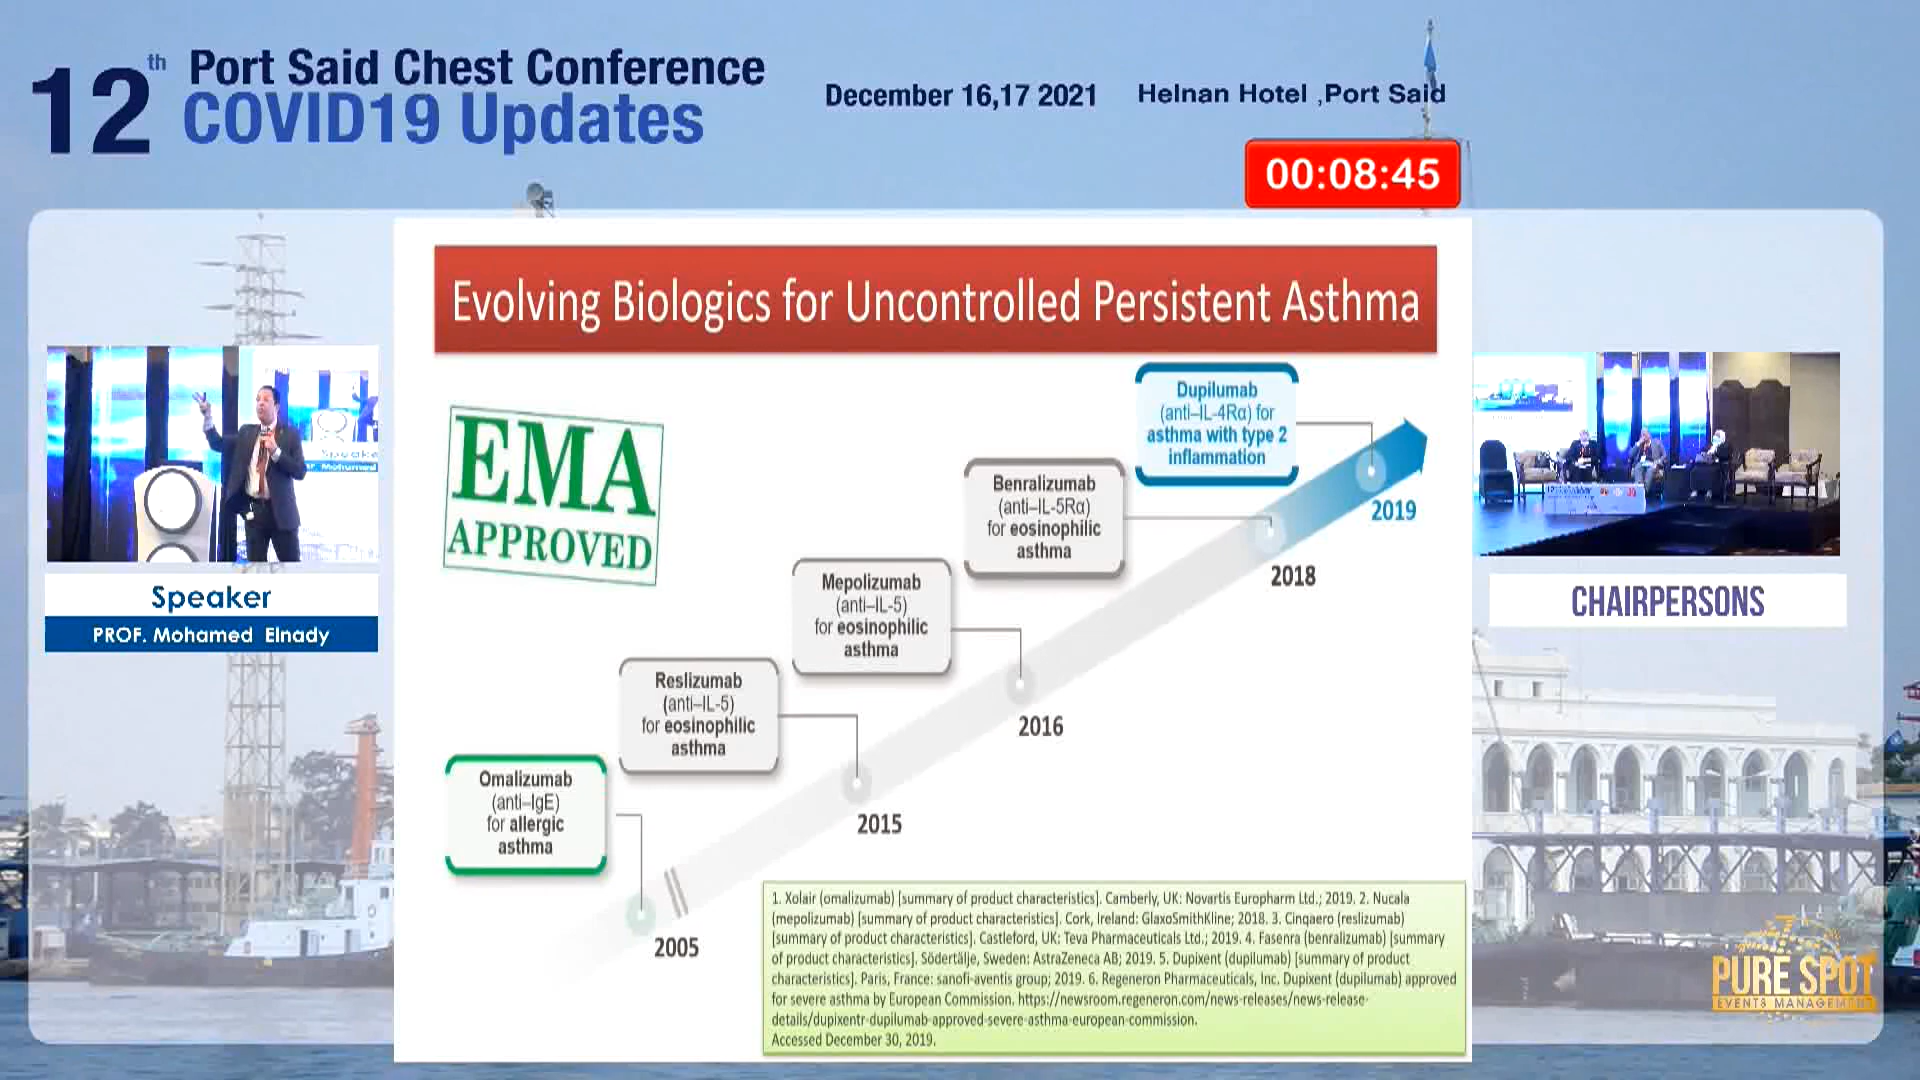 12th Port Said Chest Conference
COVID19 Updates
December 16,17 2021
Helnan Hotel ,Port Said
00:08:45
Evolving Biologics for Uncontrolled Persistent Asthma
EMA
APPROVED
Dupilumab
(anti–IL-4Rα) for
asthma with type 2
inflammation
2019
Benralizumab
(anti–IL-5Rα)
for eosinophilic
asthma
2018
Mepolizumab
(anti–IL-5)
for eosinophilic
asthma
2016
Reslizumab
(anti–IL-5)
for eosinophilic
asthma
2015
Omalizumab
(anti–IgE)
for allergic
asthma
2005
1. Xolair (omalizumab) [summary of product characteristics]. Camberly, UK: Novartis Europharm Ltd.; 2019. 2. Nucala
(mepolizumab) [summary of product characteristics]. Cork, Ireland: GlaxoSmithKline; 2018. 3. Cinqaero (reslizumab)
[summary of product characteristics]. Castleford, UK: Teva Pharmaceuticals Ltd.; 2019. 4. Fasenra (benralizumab) [summary
of product characteristics]. Södertälje, Sweden: AstraZeneca AB; 2019. 5. Dupixent (dupilumab) [summary of product
characteristics]. Paris, France: sanofi-aventis group; 2019. 6. Regeneron Pharmaceuticals, Inc. Dupixent (dupilumab) approved
for severe asthma by European Commission. https://newsroom.regeneron.com/news-releases/news-release-
details/dupixentr-dupilumab-approved-severe-asthma-european-commission.
Accessed December 30, 2019.
Speaker
PROF. Mohamed Elnady
CHAIRPERSONS
PURE SPOT
EVENTS MANAGEMENT